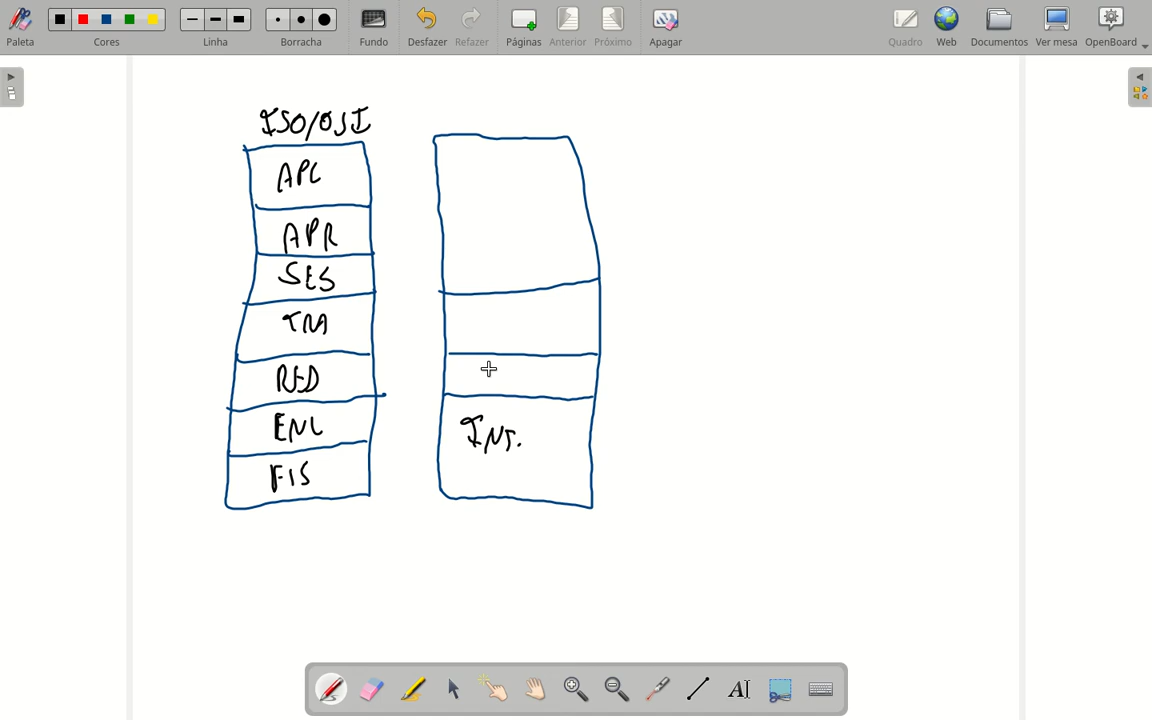 Paleta Cores Linha Borracha Fundo Desfazer Refazer Páginas Anterior Próximo Apagar Quadro Web Documentos Ver mesa OpenBoard
ISO/OSI
APL
APR
SES
TRA
RED
ENL
INT.
FIS
AI